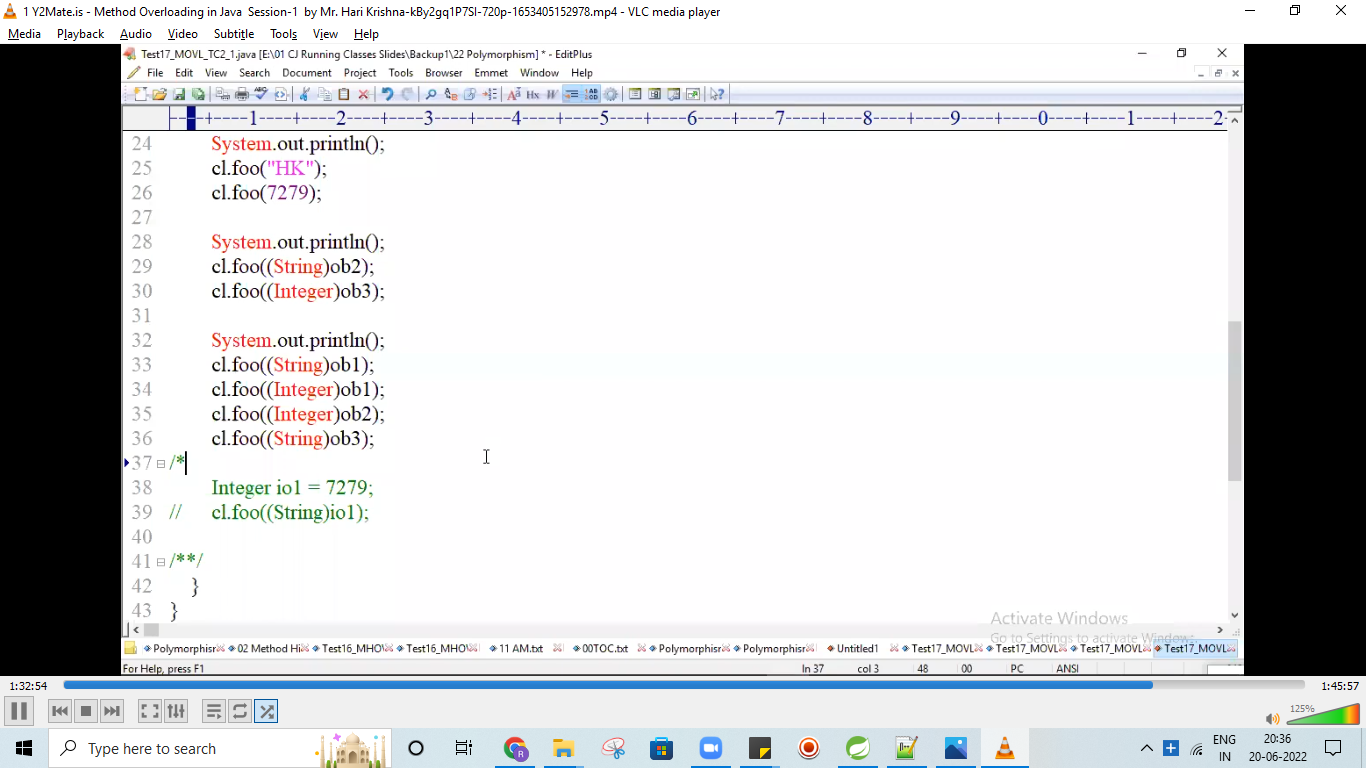 1 Y2Mate.is - Method Overloading in Java Session-1 by Mr. Hari Krishna-kBy2gq1P7SI-720p-1653405152978.mp4 - VLC media player
Media Playback Audio Video Subtitle Tools View Help
Test17_MOVL_TC2_1.java [E:\01 CJ Running Classes Slides\Backup1\22 Polymorphism] * - EditPlus
File Edit View Search Document Project Tools Browser Emmet Window Help
----+----1----+----2----+----3----+----4----+----5----+----6----+----7----+----8----+----9----+----0----+----1----+----2-
24 System.out.println();
25 cl.foo("HK");
26 cl.foo(7279);
27
28 System.out.println();
29 cl.foo((String)ob2);
30 cl.foo((Integer)ob3);
31
32 System.out.println();
33 cl.foo((String)ob1);
34 cl.foo((Integer)ob1);
35 cl.foo((Integer)ob2);
36 cl.foo((String)ob3);
37 /*
38 Integer io1 = 7279;
39 // cl.foo((String)io1);
40
41 /**/
42 }
43 }
Activate Windows
Go to Settings to activate Windows.
Polymorphisr 02 Method Hi Test16_MHO Test16_MHO 11 AM.txt 00TOC.txt Polymorphisr Polymorphisr Untitled1 Test17_MOVL Test17_MOVL Test17_MOVL Test17_MOVL
For Help, press F1 ln 37 col 3 48 00 PC ANSI
1:32:54 1:45:57
125%
Type here to search
ENG 20:36
IN 20-06-2022